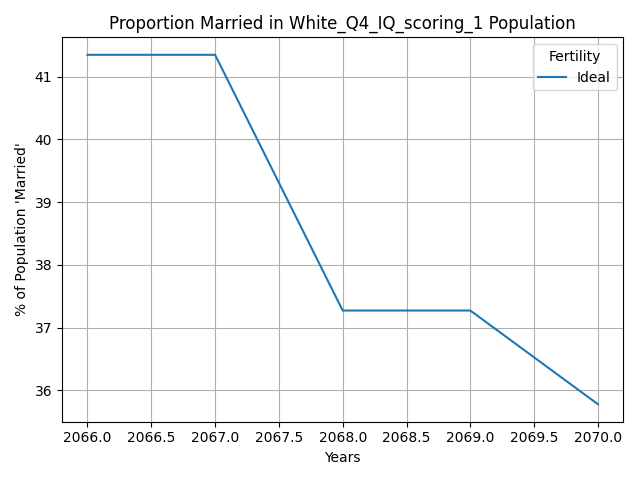 Proportion Married in White_Q4_IQ_scoring_1 Population
Fertility
Ideal
% of Population 'Married'
41
40
39
38
37
36
2066.0 2066.5 2067.0 2067.5 2068.0 2068.5 2069.0 2069.5 2070.0
Years